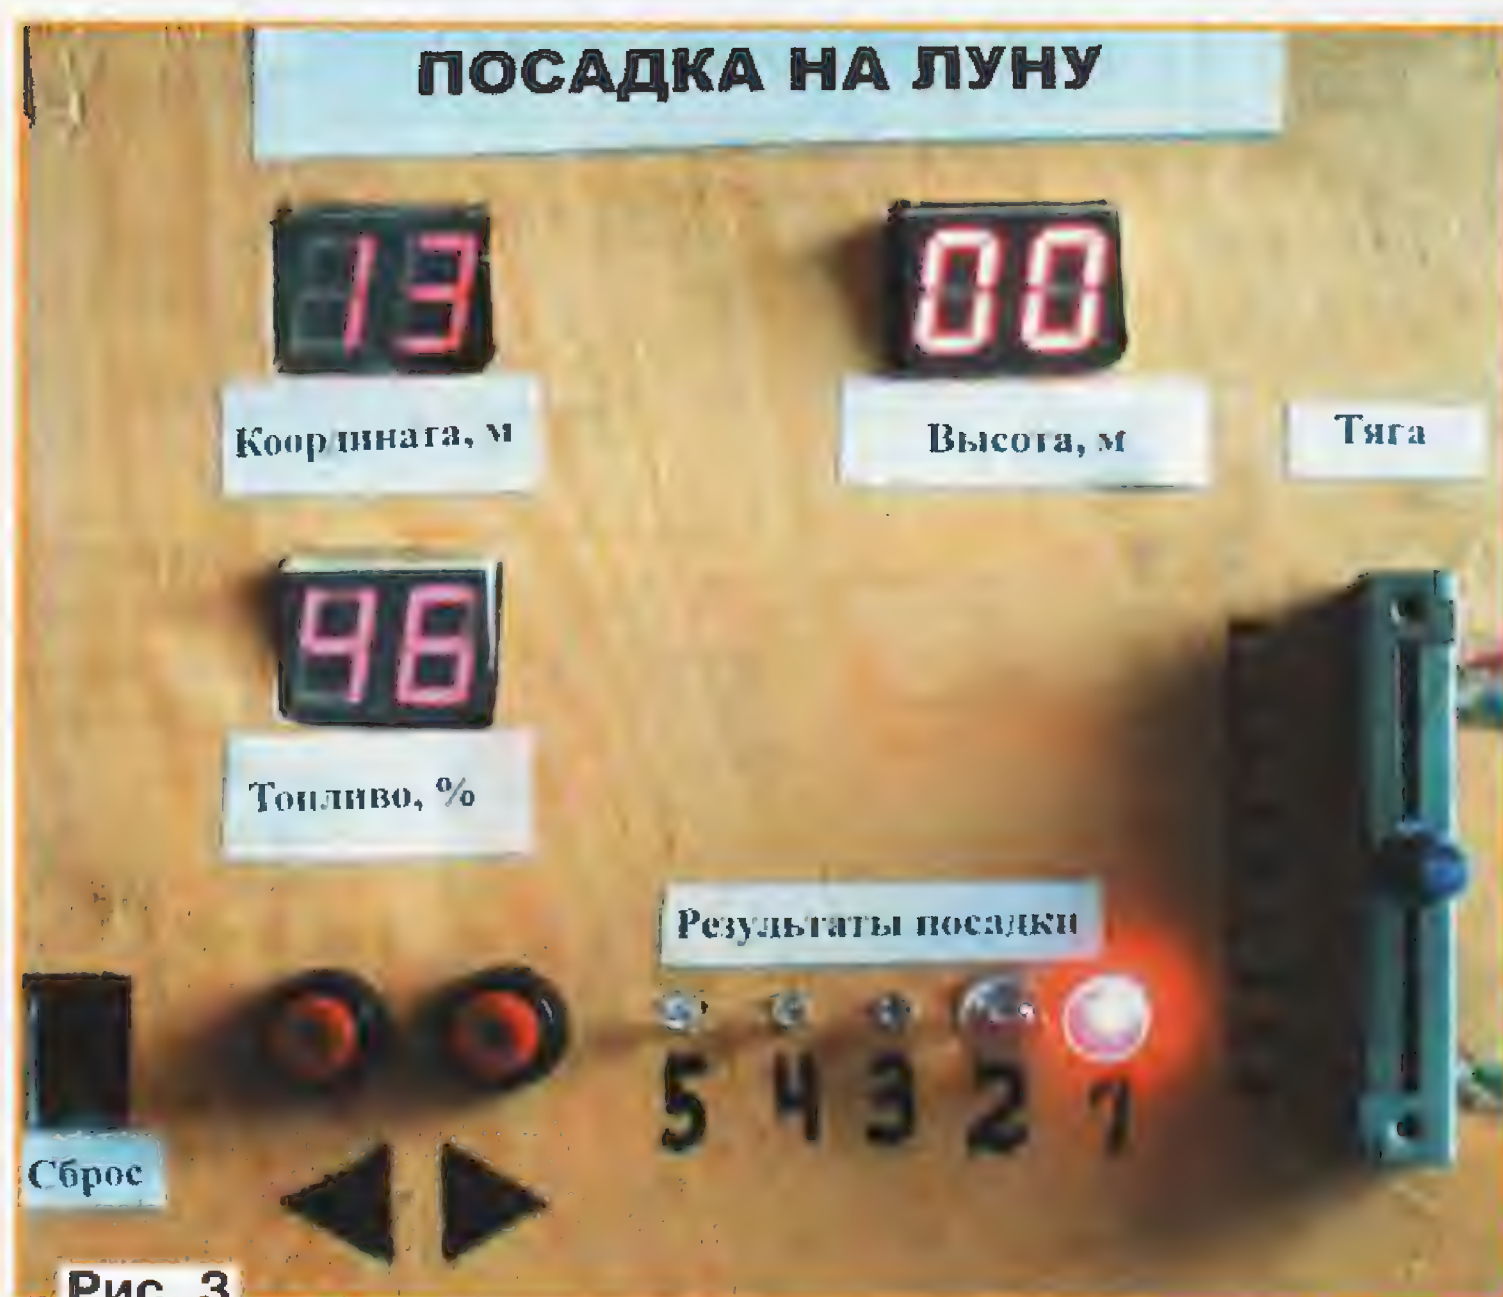 ПОСАДКА НА ЛУНУ
13
00
Координата, м
Высота, м
Тяга
96
Топливо, %
Результаты посадки
5 4 3 2 1
Сброс
Рис. 3